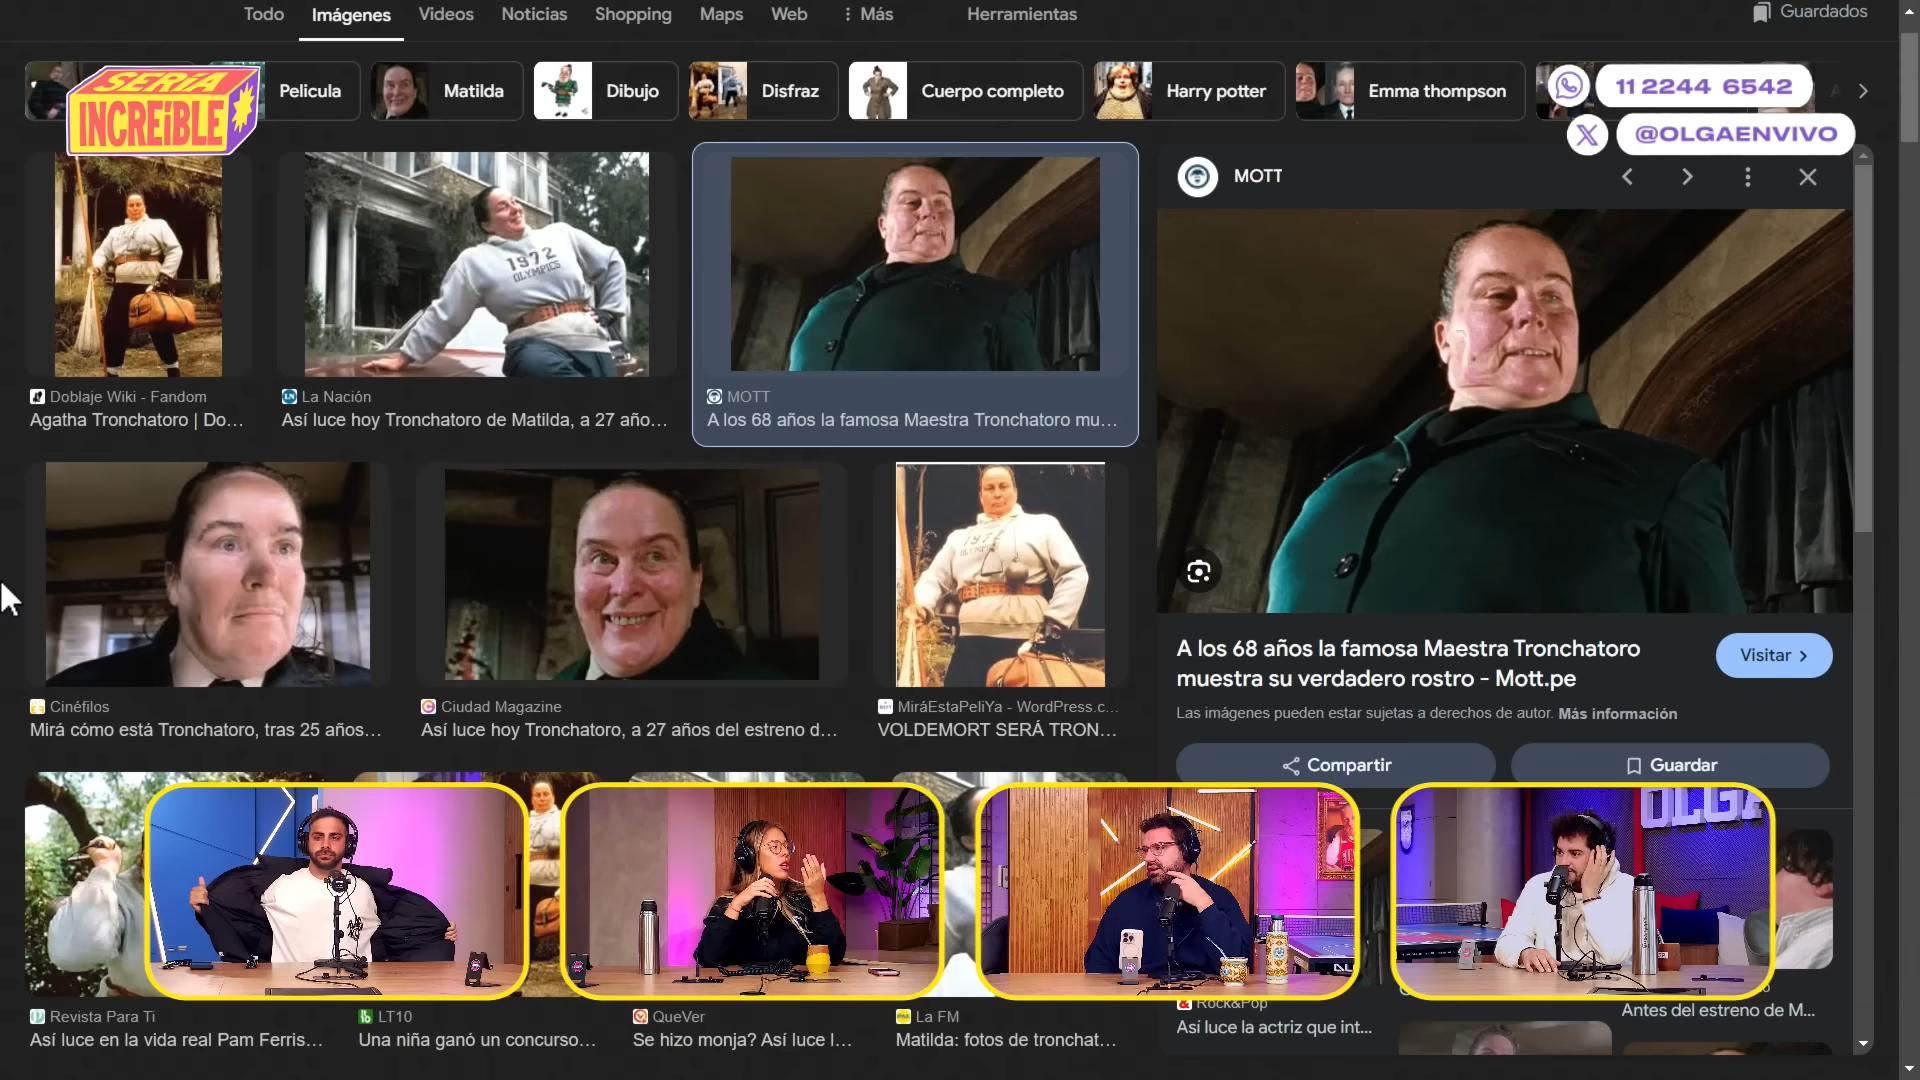 Todo
Imágenes
Videos
Noticias
Shopping
Maps
Web
Más
Herramientas
Guardados
SERÍA
INCREÍBLE
Pelicula
Matilda
Dibujo
Disfraz
Cuerpo completo
Harry potter
Emma thompson
11 2244 6542
@OLGAENVIVO
MOTT
1972
OLYMPICS
Doblaje Wiki - Fandom
Agatha Tronchatoro | Do...
La Nación
Así luce hoy Tronchatoro de Matilda, a 27 año...
MOTT
A los 68 años la famosa Maestra Tronchatoro mu...
1972
Cinéfilos
Mirá cómo está Tronchatoro, tras 25 años...
Ciudad Magazine
Así luce hoy Tronchatoro, a 27 años del estreno d...
MiráEstaPeliYa - WordPress.c...
VOLDEMORT SERÁ TRON...
A los 68 años la famosa Maestra Tronchatoro
muestra su verdadero rostro - Mott.pe
Visitar
Las imágenes pueden estar sujetas a derechos de autor. Más información
Compartir
Guardar
OLGA
Revista Para Ti
Así luce en la vida real Pam Ferris...
LT10
Una niña ganó un concurso...
QueVer
Se hizo monja? Así luce l...
La FM
Matilda: fotos de tronchat...
Rock&Pop
Así luce la actriz que int...
Antes del estreno de M...